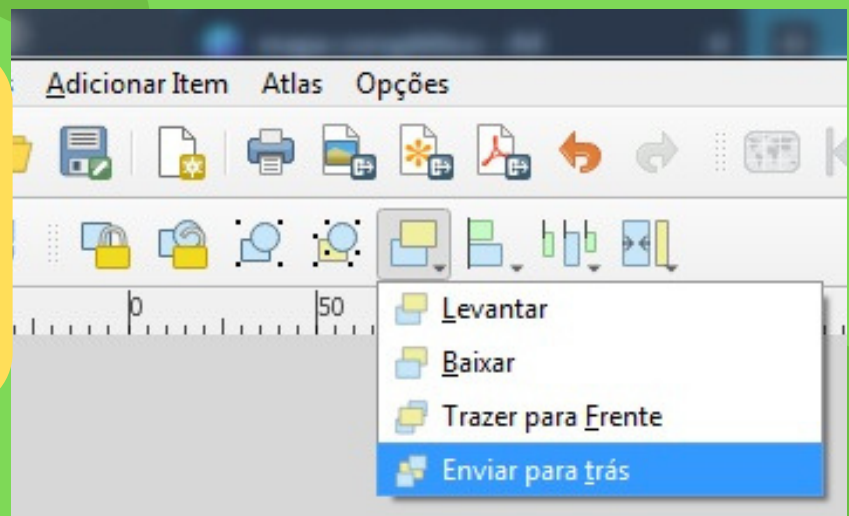 Adicionar Item Atlas Opções
0 50
Levantar
Baixar
Trazer para Frente
Enviar para trás